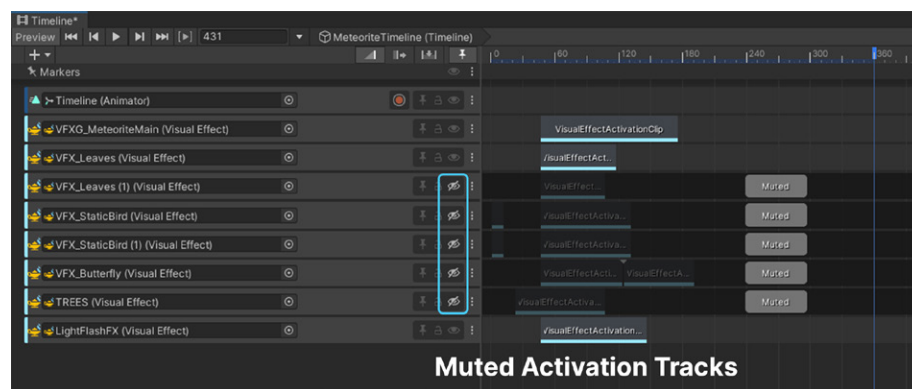 Timeline*
Preview 431 MeteoriteTimeline (Timeline)
0 60 120 180 240 300 360
Markers
Timeline (Animator)
VFXG_MeteoriteMain (Visual Effect) VisualEffectActivationClip
VFX_Leaves (Visual Effect) VisualEffectAct...
VFX_Leaves (1) (Visual Effect) VisualEffect... Muted
VFX_StaticBird (Visual Effect) VisualEffectActiva... Muted
VFX_StaticBird (1) (Visual Effect) VisualEffectActiva... Muted
VFX_Butterfly (Visual Effect) VisualEffectActi... VisualEffectA... Muted
TREES (Visual Effect) VisualEffectActiva... Muted
LightFlashFX (Visual Effect) VisualEffectActivation...
Muted Activation Tracks